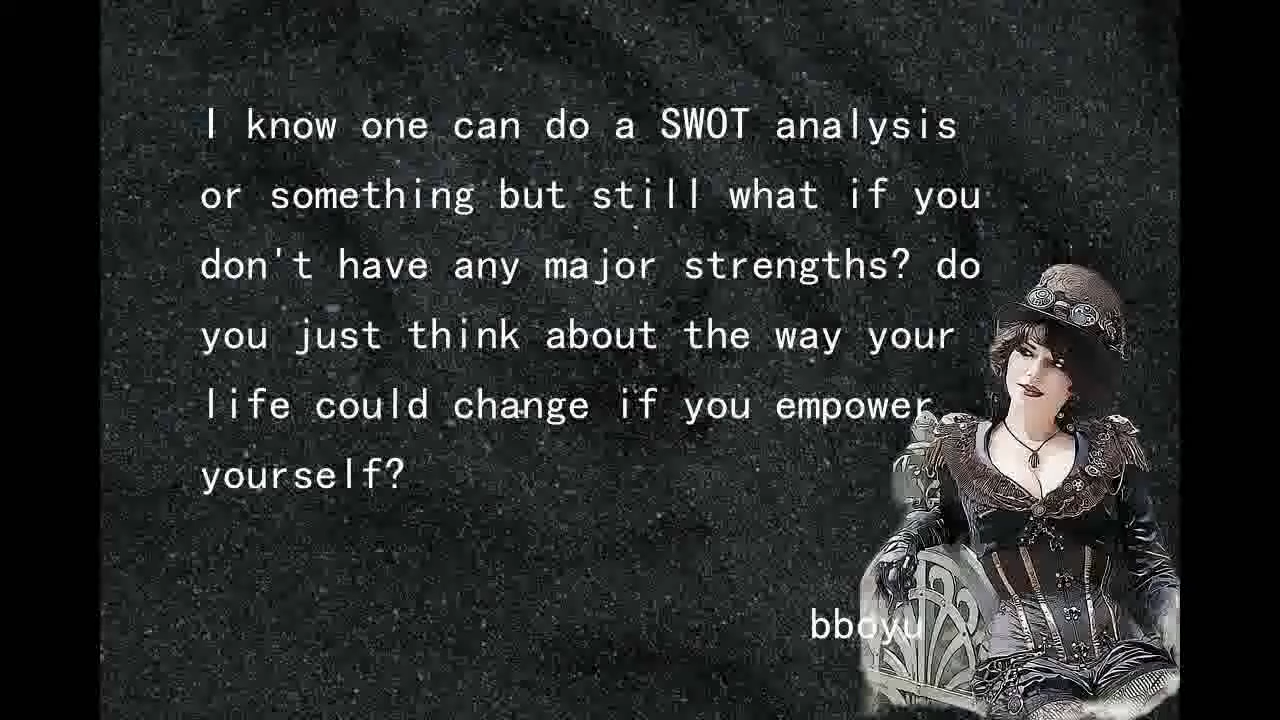 I know one can do a SWOT analysis
or something but still what if you
don't have any major strengths? do
you just think about the way your
life could change if you empower
yourself?
bboyu